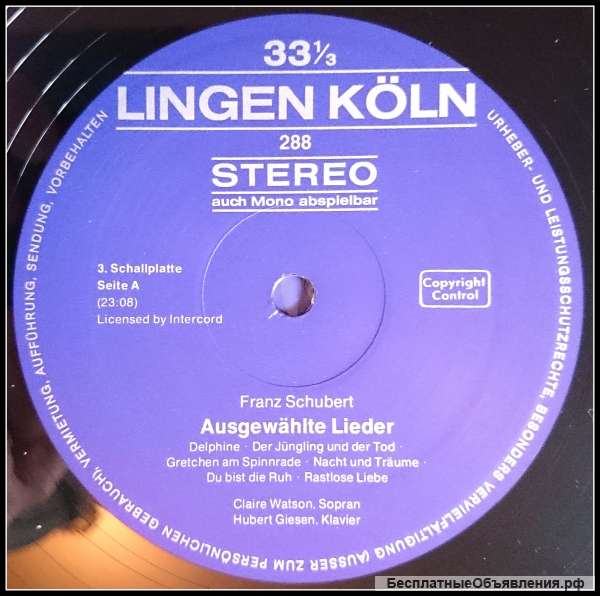 33⅓
LINGEN KÖLN
288
STEREO
auch Mono abspielbar
3. Schallplatte
Seite A
(23:08)
Licensed by Intercord
Copyright
Control
Franz Schubert
Ausgewählte Lieder
Delphine · Der Jüngling und der Tod ·
Gretchen am Spinnrade · Nacht und Träume ·
Du bist die Ruh · Rastlose Liebe
Claire Watson, Sopran
Hubert Giesen, Klavier
URHEBER- UND LEISTUNGSSCHUTZRECHTE, BESONDERS VERVIELFÄLTIGUNG (AUSSER ZUM PERSÖNLICHEN GEBRAUCH), VERMIETUNG, AUFFÜHRUNG, SENDUNG, VORBEHALTEN
БесплатныеОбъявления.рф